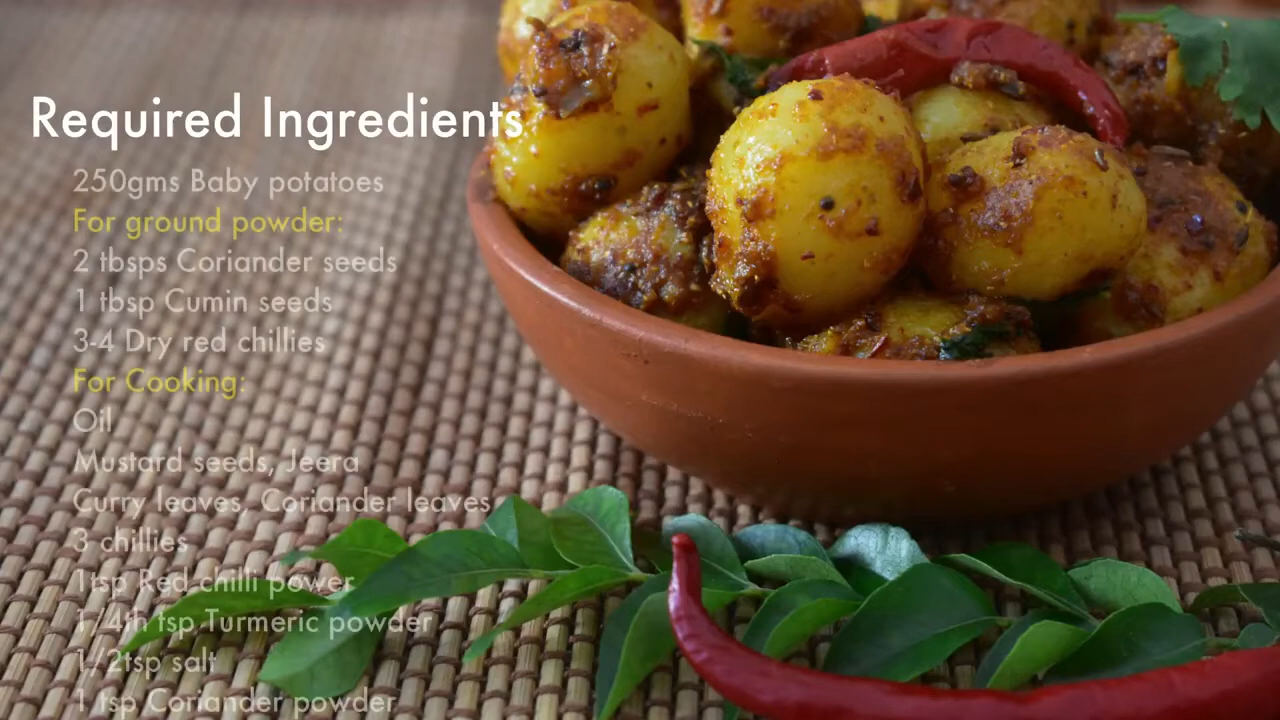 Required Ingredients
250gms Baby potatoes
For ground powder:
2 tbsps Coriander seeds
1 tbsp Cumin seeds
3-4 Dry red chillies
For Cooking:
Oil
Mustard seeds, Jeera
Curry leaves, Coriander leaves
3 chillies
1tsp Red chilli power
1/4th tsp Turmeric powder
1/2tsp salt
1 tsp Coriander powder